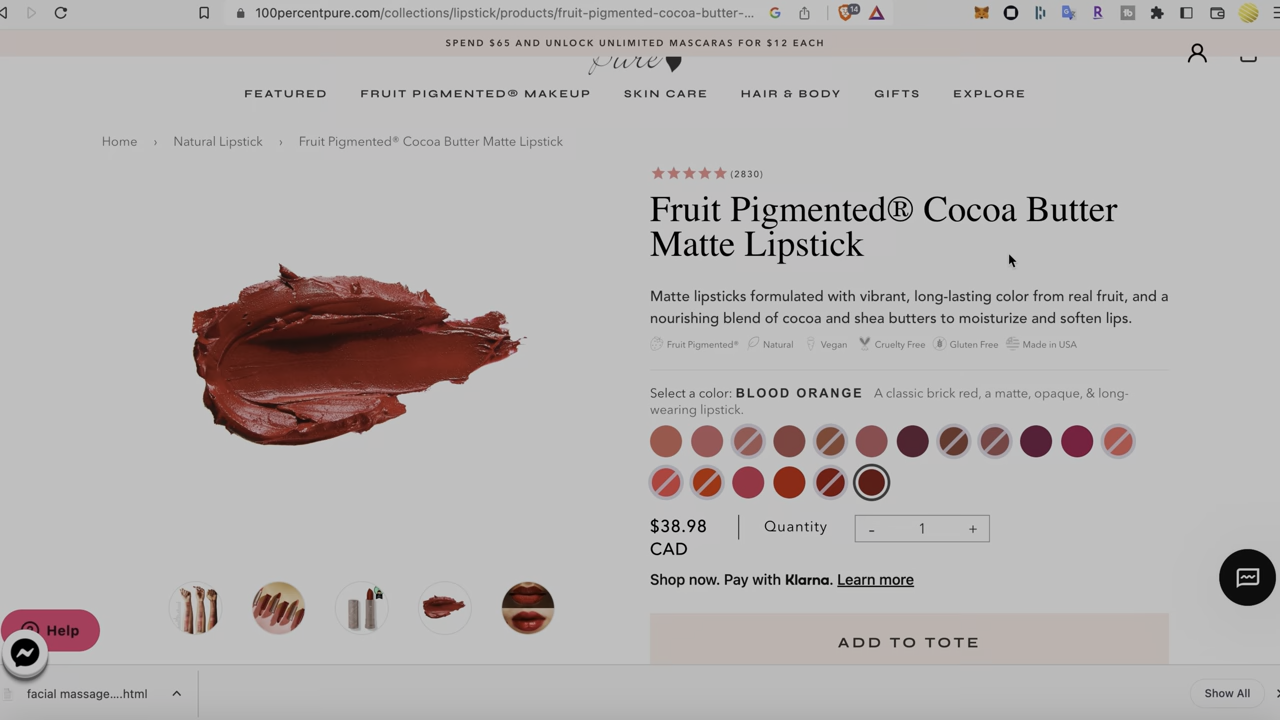 100percentpure.com/collections/lipstick/products/fruit-pigmented-cocoa-butter-...
14
SPEND $65 AND UNLOCK UNLIMITED MASCARAS FOR $12 EACH
pure
FEATURED FRUIT PIGMENTED® MAKEUP SKIN CARE HAIR & BODY GIFTS EXPLORE
Home › Natural Lipstick › Fruit Pigmented® Cocoa Butter Matte Lipstick
(2830)
Fruit Pigmented® Cocoa Butter
Matte Lipstick
Matte lipsticks formulated with vibrant, long-lasting color from real fruit, and a
nourishing blend of cocoa and shea butters to moisturize and soften lips.
Fruit Pigmented® Natural Vegan Cruelty Free Gluten Free Made in USA
Select a color: BLOOD ORANGE A classic brick red, a matte, opaque, & long-
wearing lipstick.
$38.98
CAD
Quantity
- 1 +
Shop now. Pay with Klarna. Learn more
ADD TO TOTE
Help
facial massage....html
Show All